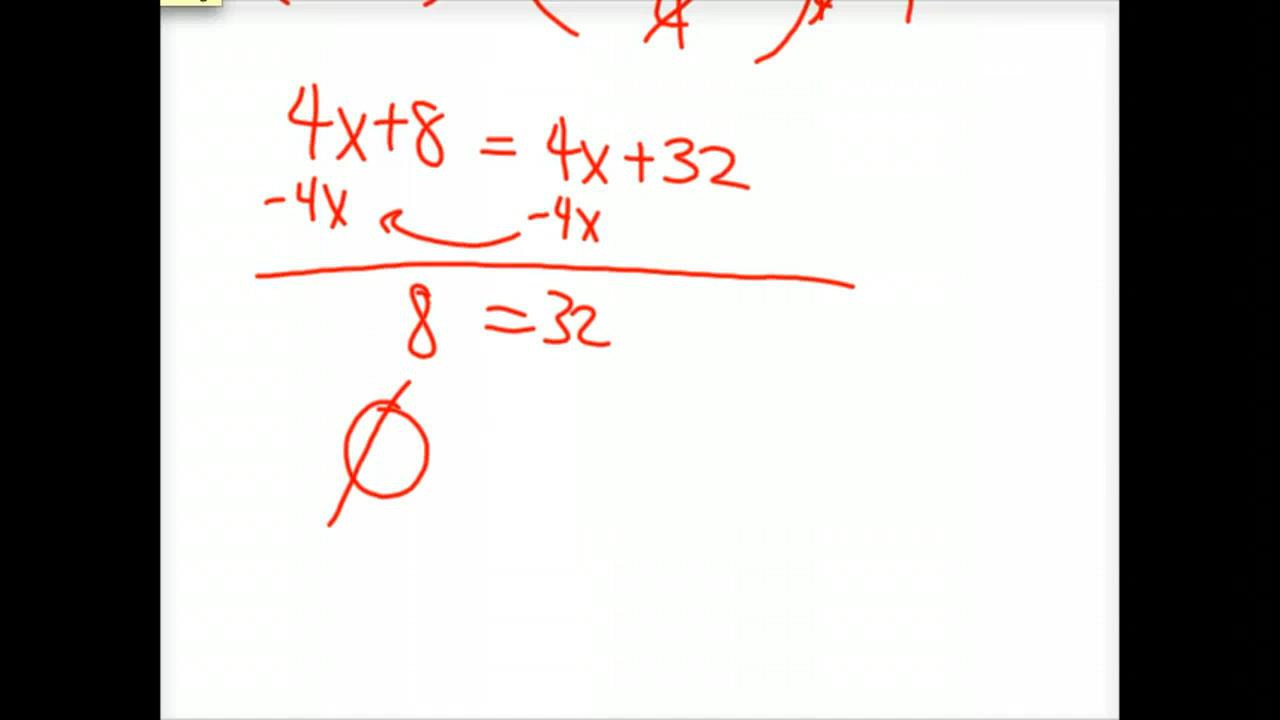 4x+8 = 4x+32
-4x -4x
8 = 32
∅